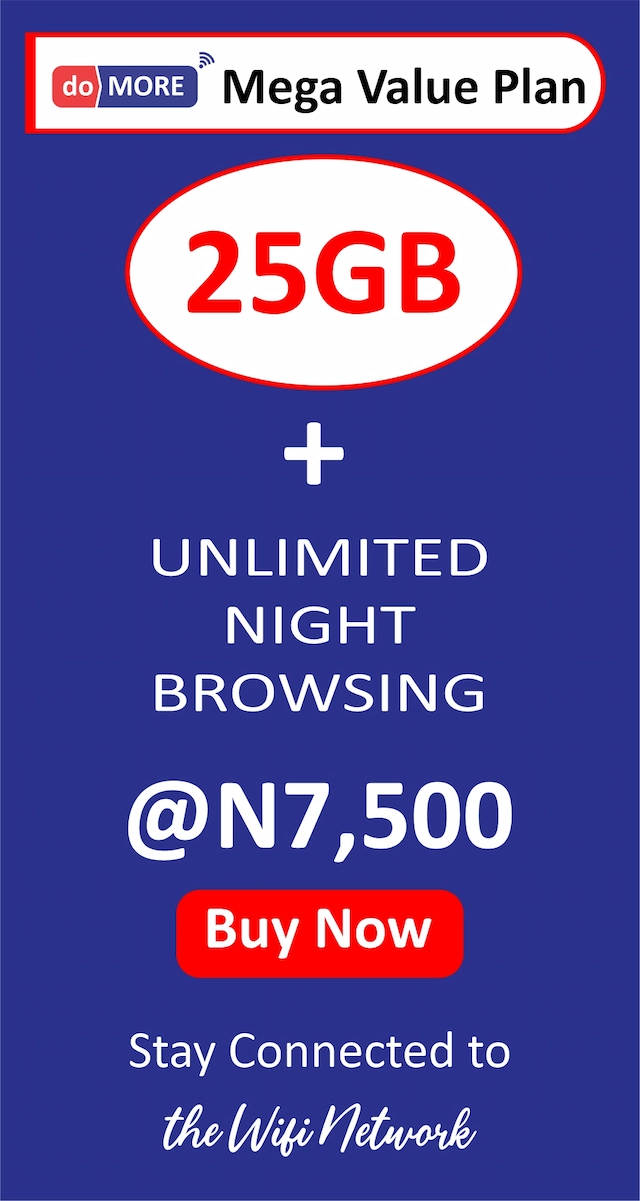 do MORE Mega Value Plan
25GB
+
UNLIMITED
NIGHT
BROWSING
@N7,500
Buy Now
Stay Connected to
the Wifi Network